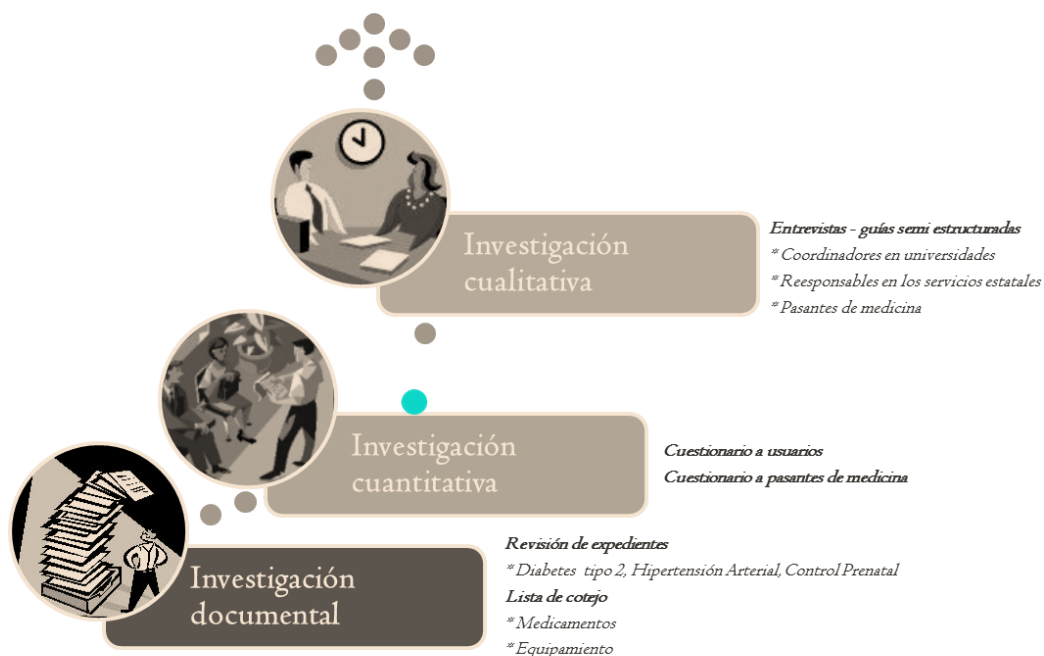 Investigación
cualitativa
Entrevistas - guías semi estructuradas
* Coordinadores en universidades
* Reesponsables en los servicios estatales
* Pasantes de medicina
Investigación
cuantitativa
Cuestionario a usuarios
Cuestionario a pasantes de medicina
Investigación
documental
Revisión de expedientes
* Diabetes tipo 2, Hipertensión Arterial, Control Prenatal
Lista de cotejo
* Medicamentos
* Equipamiento